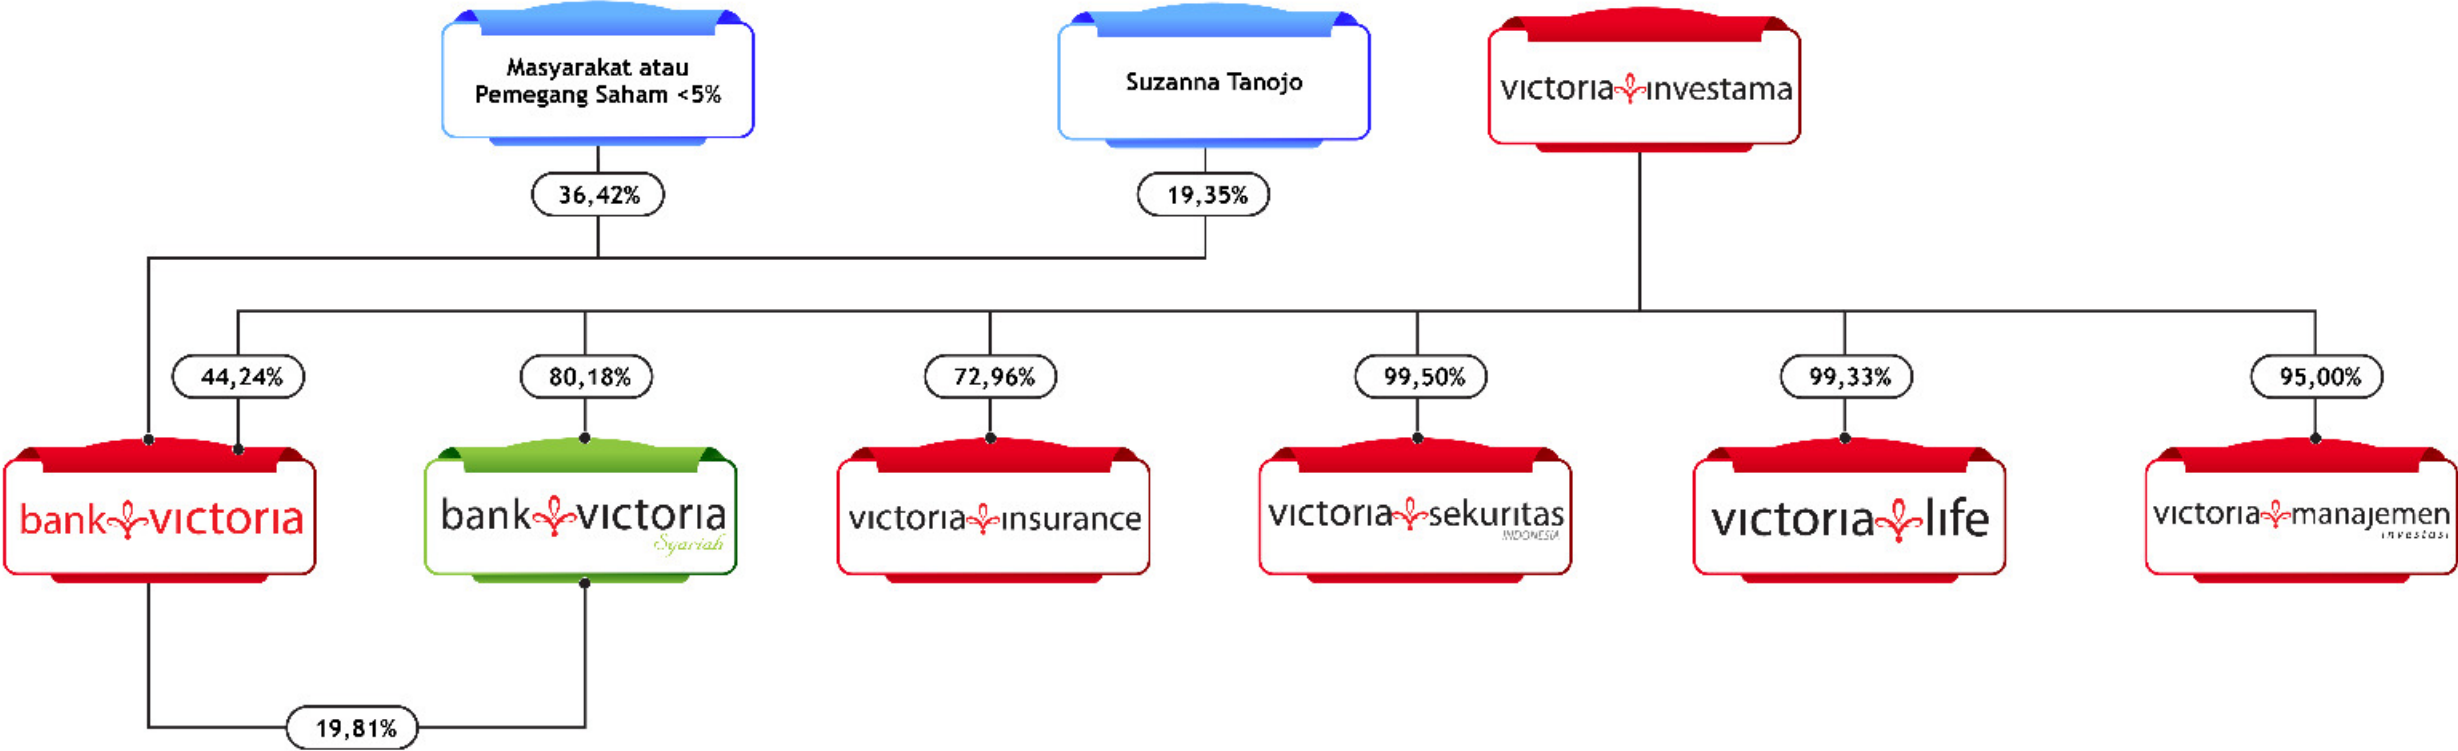 Masyarakat atau
Pemegang Saham <5%
Suzanna Tanojo
victoria investama
36,42%
19,35%
44,24%
80,18%
72,96%
99,50%
99,33%
95,00%
bank victoria
bank victoria
Syariah
victoria insurance
victoria sekuritas
INDONESIA
victoria life
victoria manajemen
investasi
19,81%